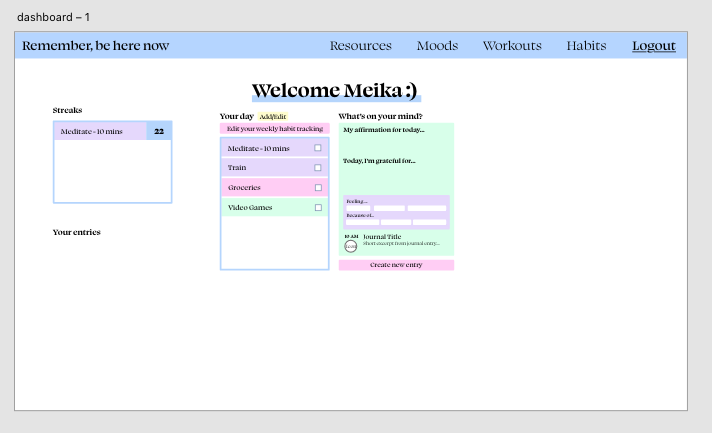 dashboard – 1
Remember, be here now
Resources
Moods
Workouts
Habits
Logout
Welcome Meika :)
Streaks
Meditate - 10 mins
22
Your entries
Your day
Add/Edit
Edit your weekly habit tracking
Meditate - 10 mins
Train
Groceries
Video Games
What's on your mind?
My affirmation for today...
Today, I'm grateful for...
Feeling...
Because of...
10 AM
Journal Title
Short excerpt from journal entry...
Create new entry